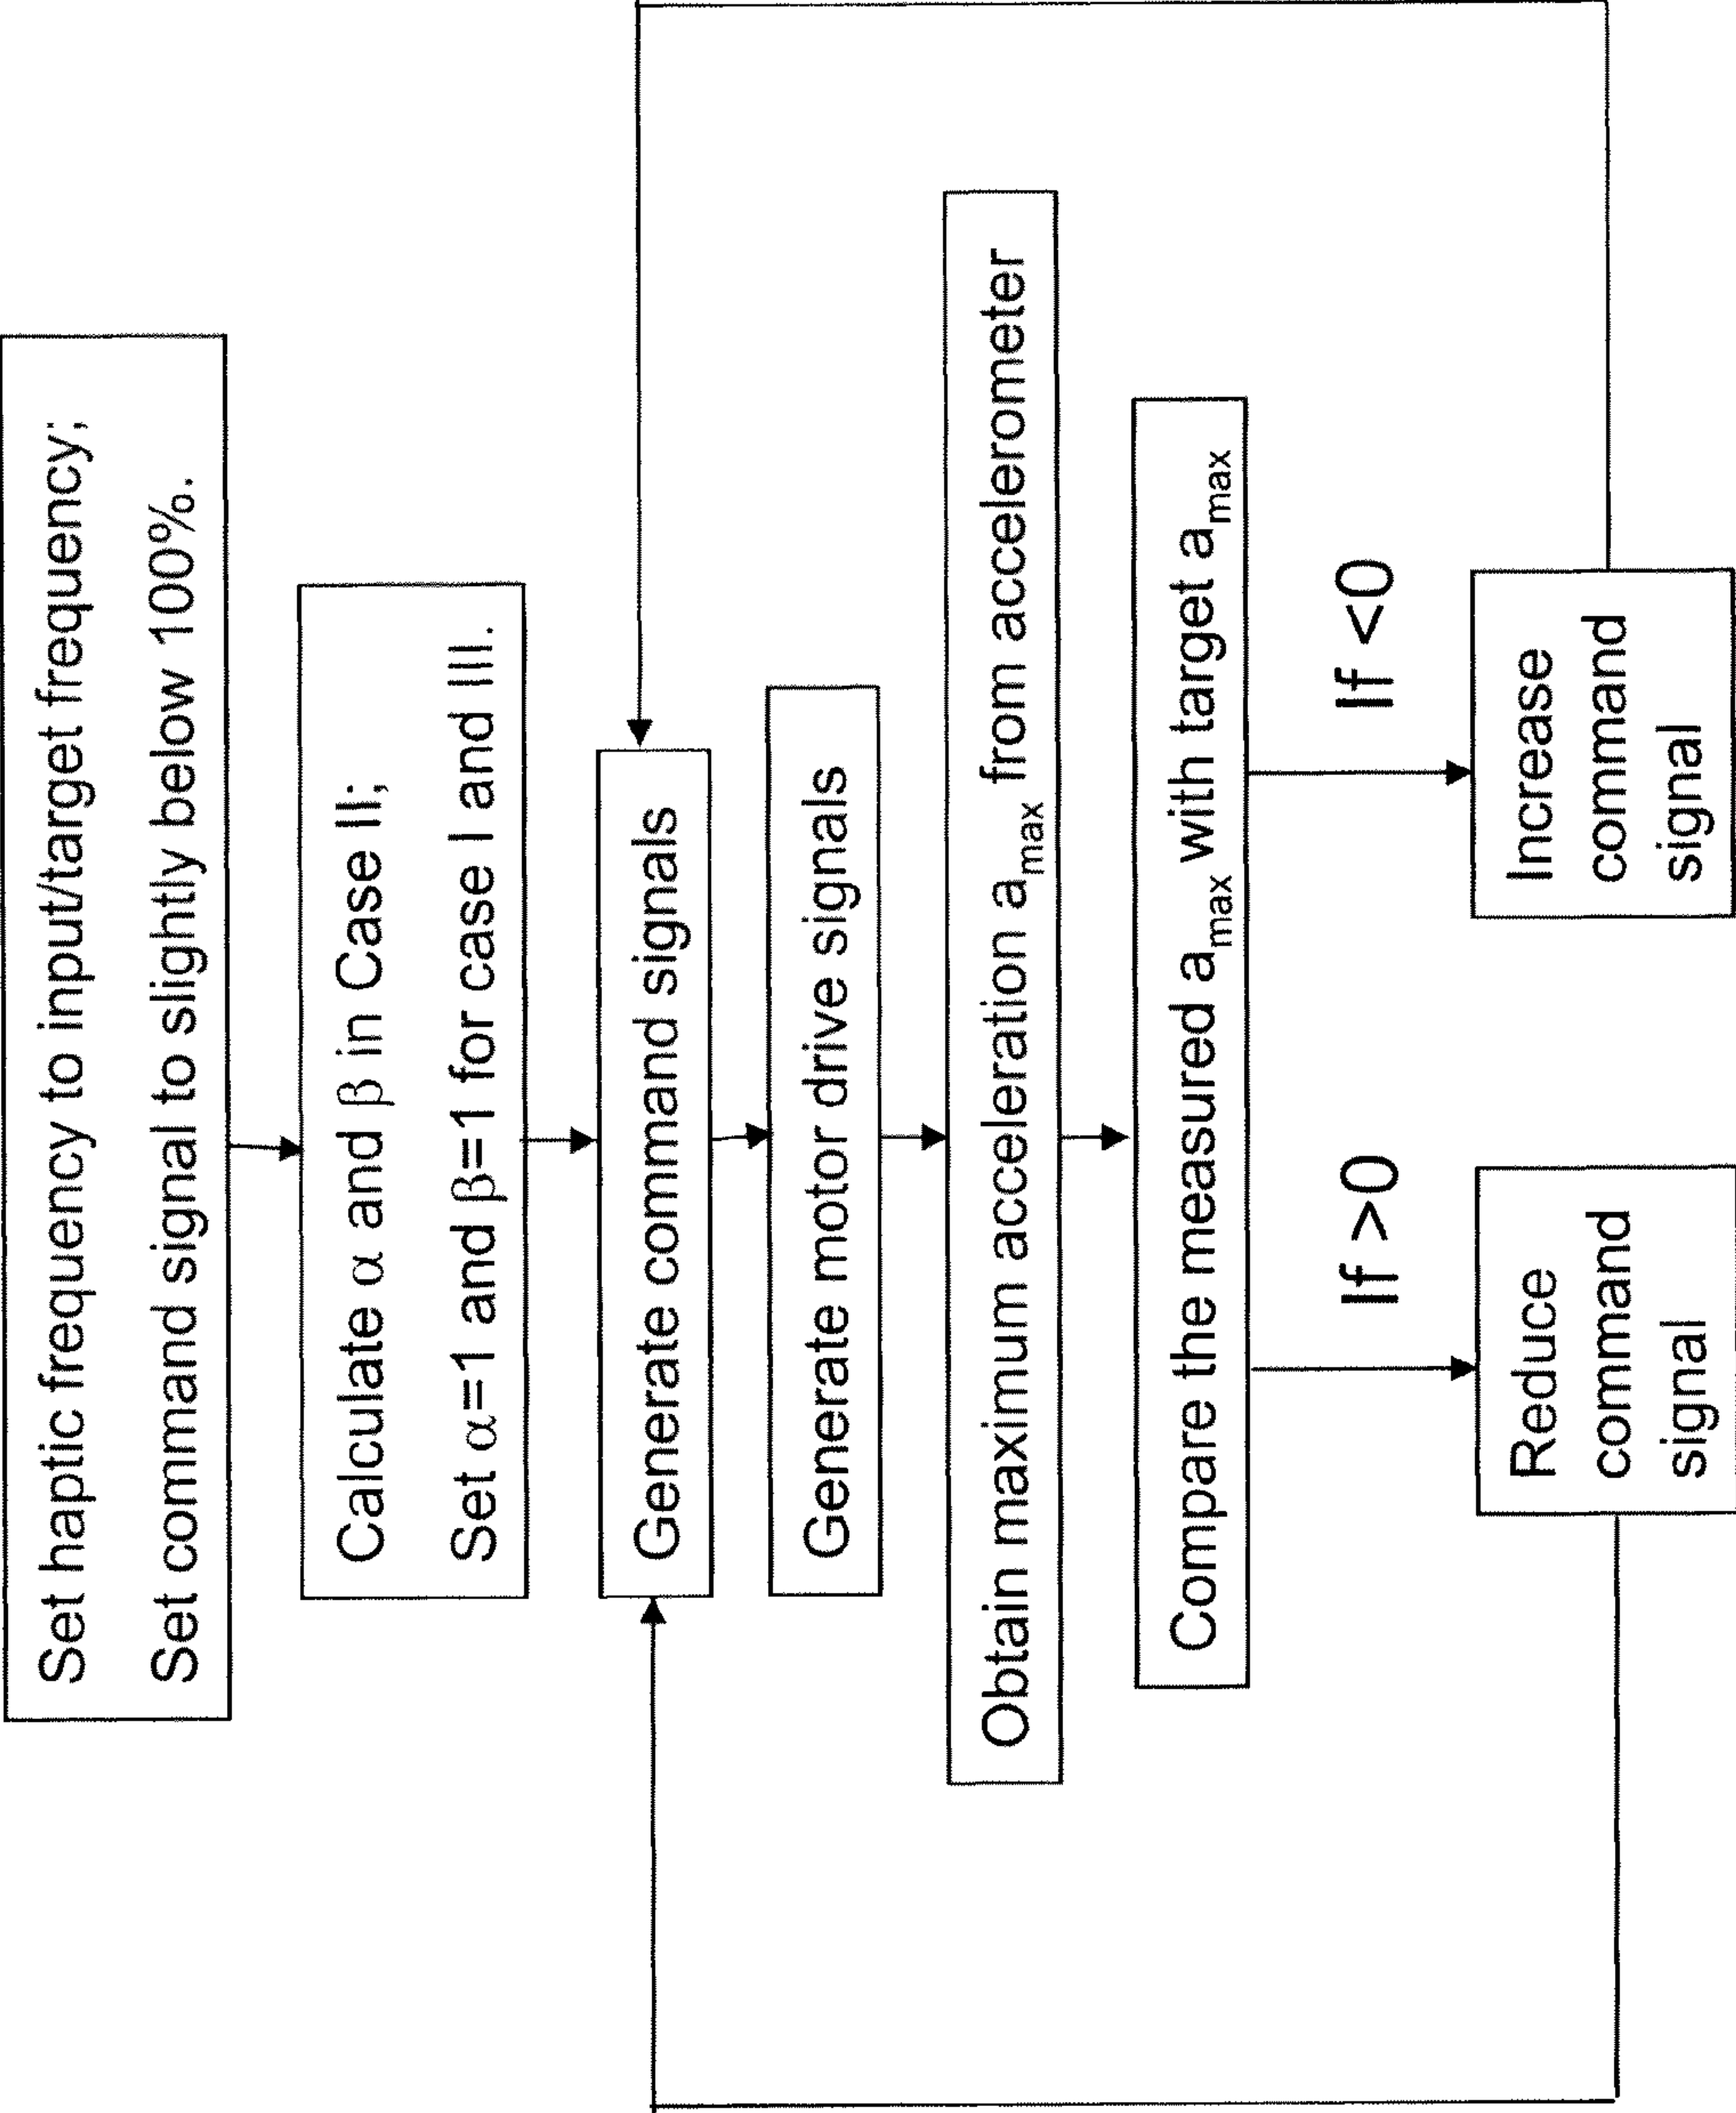 Set haptic frequency to input/target frequency;
Set command signal to slightly below 100%.
Calculate α and β in Case II;
Set α=1 and β=1 for case I and III.
Generate command signals
Generate motor drive signals
Obtain maximum acceleration a_max from accelerometer
Compare the measured a_max with target a_max
If >0
If <0
Reduce
command
signal
Increase
command
signal